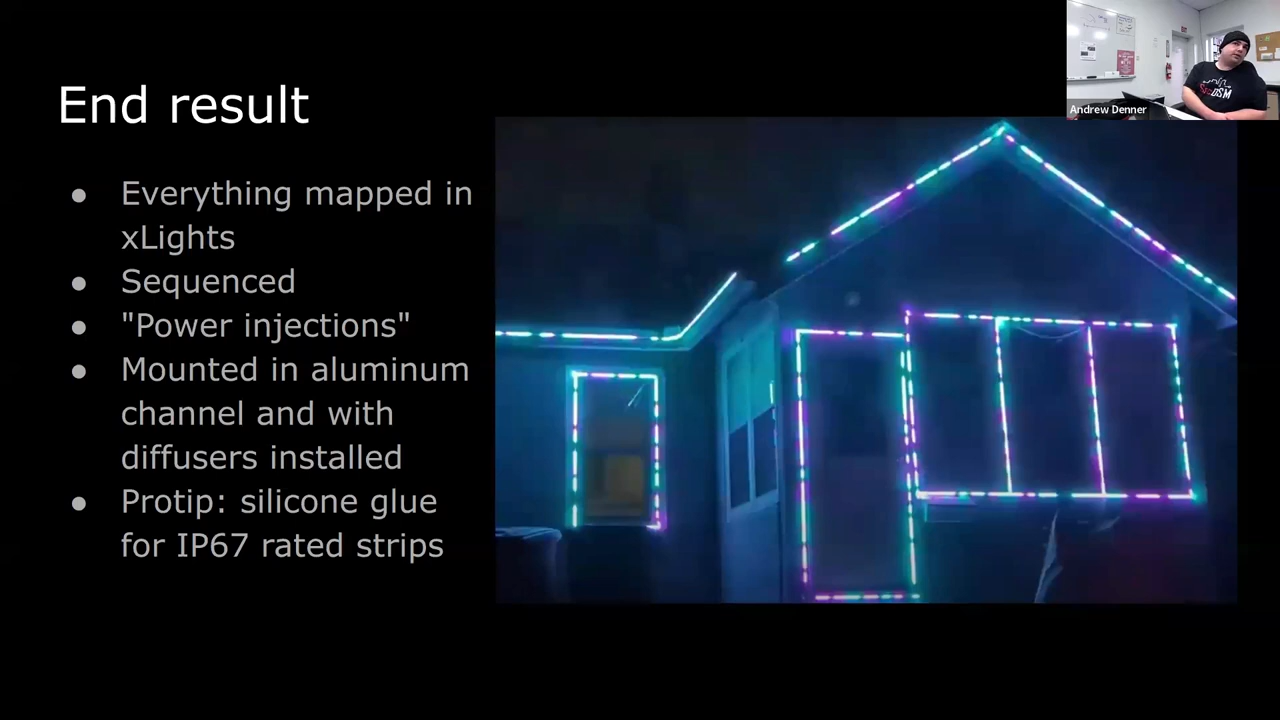 End result
Everything mapped in
xLights
Sequenced
"Power injections"
Mounted in aluminum
channel and with
diffusers installed
Protip: silicone glue
for IP67 rated strips
Andrew Denner